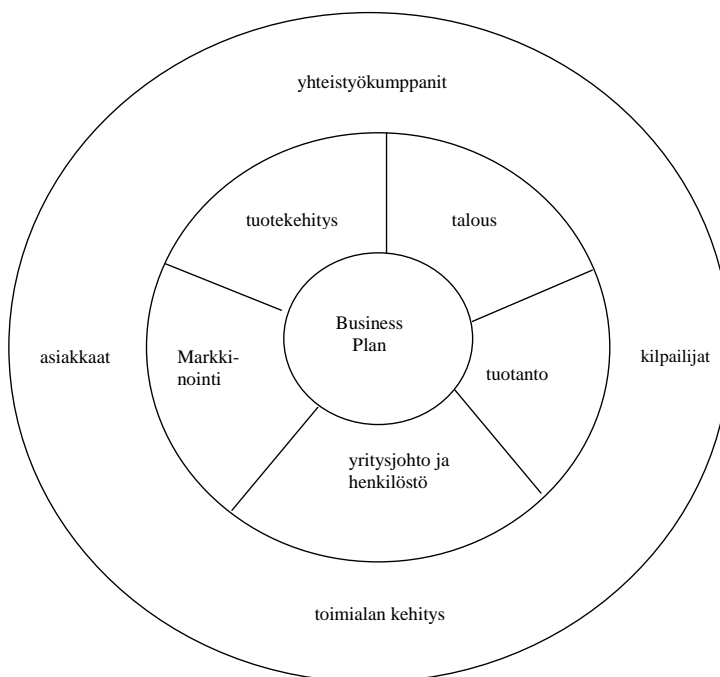 yhteistyökumppanit
tuotekehitys
talous
Business
Plan
asiakkaat
Markki-
nointi
kilpailijat
tuotanto
yritysjohto ja
henkilöstö
toimialan kehitys